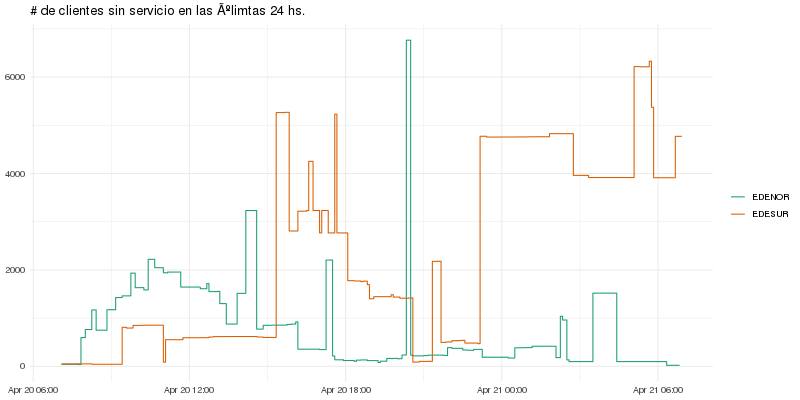 # de clientes sin servicio en las Ãºlimtas 24 hs.
6000
4000
2000
0
Apr 20 06:00
Apr 20 12:00
Apr 20 18:00
Apr 21 00:00
Apr 21 06:00
EDENOR
EDESUR